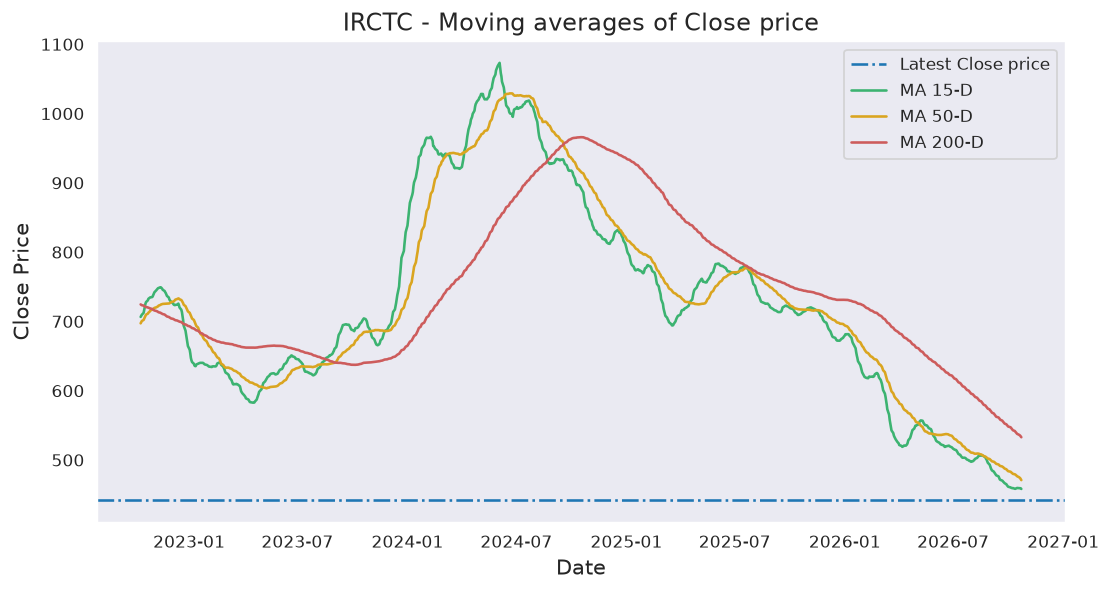 IRCTC - Moving averages of Close price
1100
1000
900
800
700
600
500
Close Price
Latest Close price
MA 15-D
MA 50-D
MA 200-D
2023-01 2023-07 2024-01 2024-07 2025-01 2025-07 2026-01 2026-07 2027-01
Date